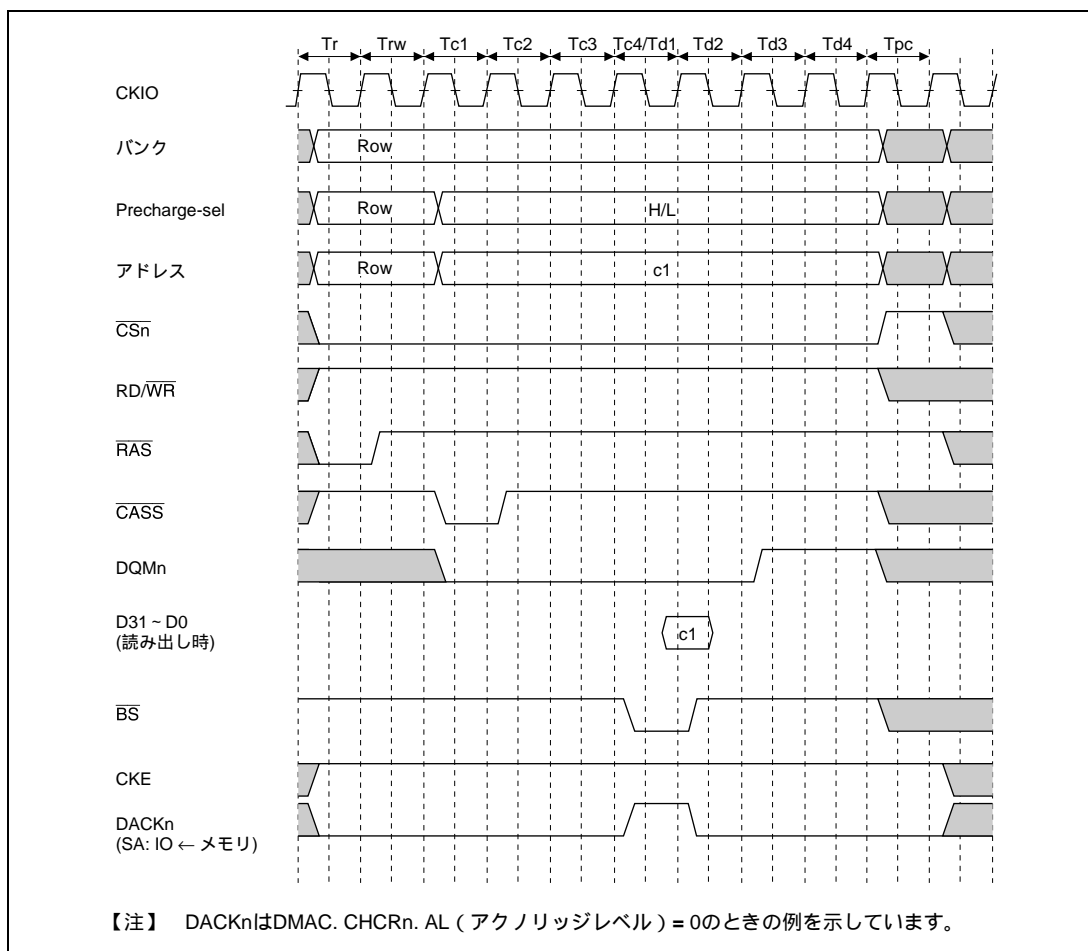 Tr Trw Tc1 Tc2 Tc3 Tc4/Td1 Td2 Td3 Td4 Tpc
CKIO
バンク Row
Precharge-sel Row H/L
アドレス Row c1
CSn
RD/WR
RAS
CASS
DQMn
D31~D0
(読み出し時) c1
BS
CKE
DACKn
(SA: IO ← メモリ)
【注】 DACKnはDMAC. CHCRn. AL ( アクノリッジレベル ) = 0のときの例を示しています。